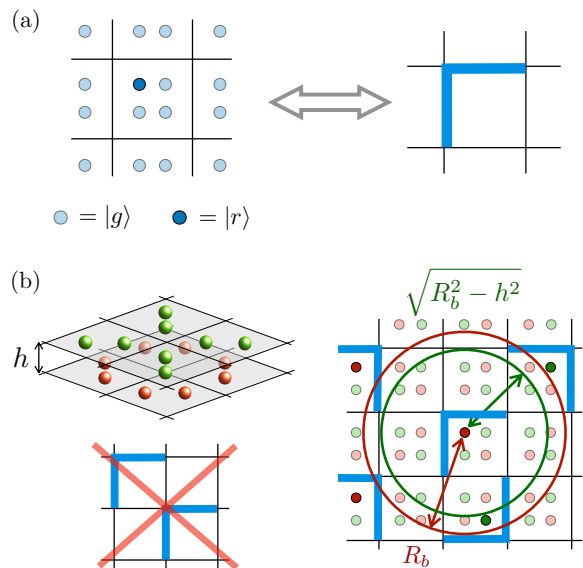 (a)
= |g⟩
= |r⟩
(b)
h
√(R_b^2 − h^2)
R_b